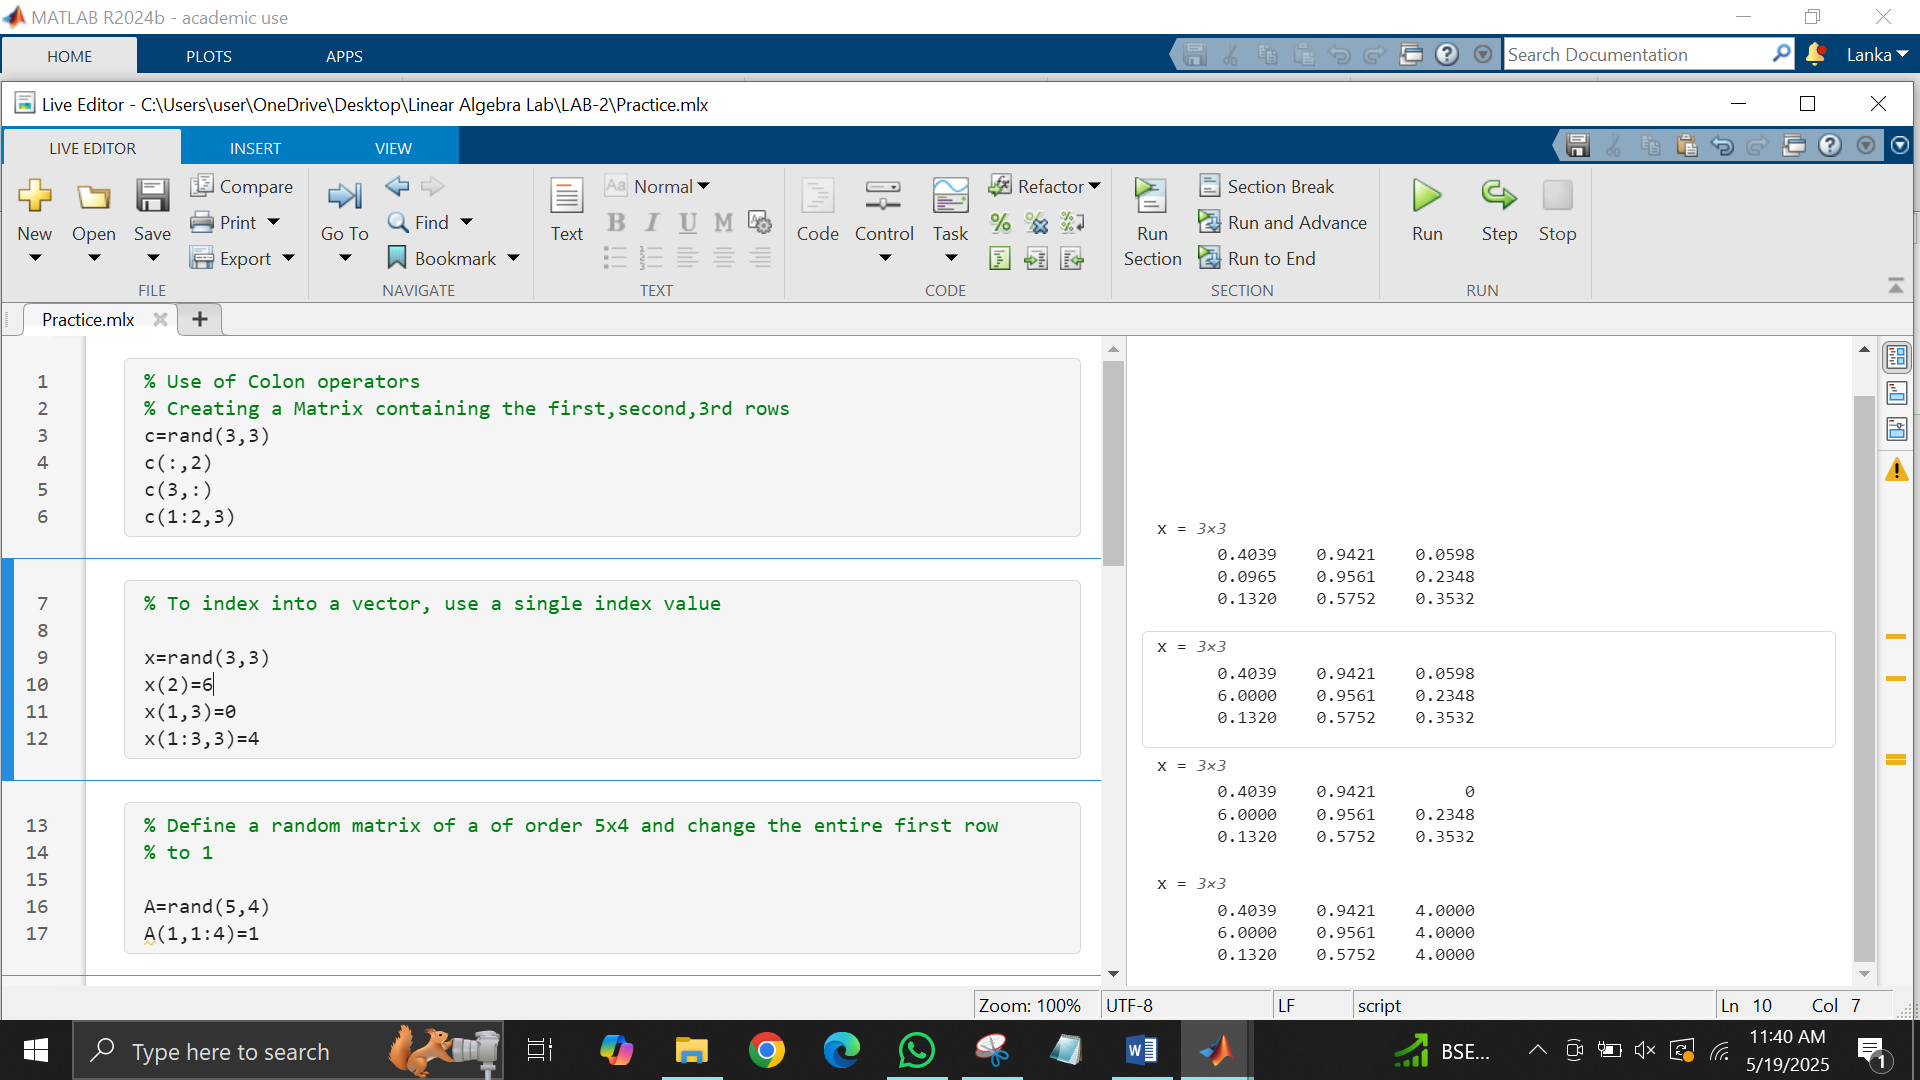 MATLAB R2024b - academic use
HOME PLOTS APPS Search Documentation Lanka
Live Editor - C:\Users\user\OneDrive\Desktop\Linear Algebra Lab\LAB-2\Practice.mlx
LIVE EDITOR INSERT VIEW
New Open Save Compare Print Export
FILE
Go To Find Bookmark
NAVIGATE
Text Aa Normal B I U M
TEXT
Code Control Task Refactor
CODE
Run Section Section Break Run and Advance Run to End
SECTION
Run Step Stop
RUN
Practice.mlx
1 % Use of Colon operators
2 % Creating a Matrix containing the first,second,3rd rows
3 c=rand(3,3)
4 c(:,2)
5 c(3,:)
6 c(1:2,3)
7 % To index into a vector, use a single index value
8
9 x=rand(3,3)
10 x(2)=6
11 x(1,3)=0
12 x(1:3,3)=4
13 % Define a random matrix of a of order 5x4 and change the entire first row
14 % to 1
15
16 A=rand(5,4)
17 A(1,1:4)=1
x = 3×3
0.4039 0.9421 0.0598
0.0965 0.9561 0.2348
0.1320 0.5752 0.3532
x = 3×3
0.4039 0.9421 0.0598
6.0000 0.9561 0.2348
0.1320 0.5752 0.3532
x = 3×3
0.4039 0.9421 0
6.0000 0.9561 0.2348
0.1320 0.5752 0.3532
x = 3×3
0.4039 0.9421 4.0000
6.0000 0.9561 4.0000
0.1320 0.5752 4.0000
Zoom: 100% UTF-8 LF script Ln 10 Col 7
Type here to search
BSE...
11:40 AM
5/19/2025
1